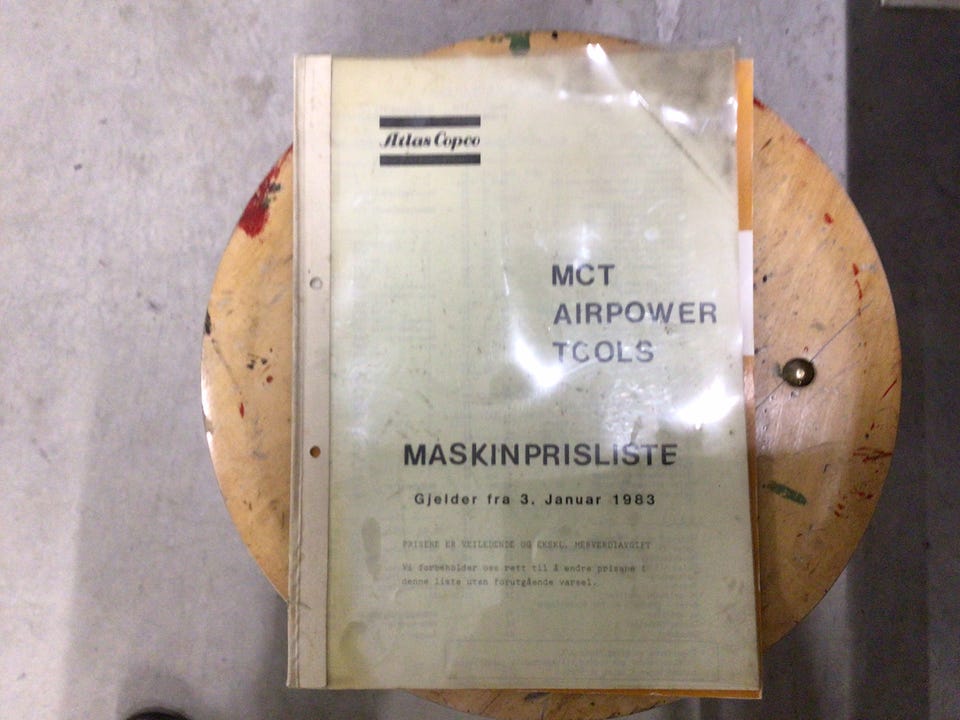 Atlas Copco
MCT
AIRPOWER
TOOLS
MASKINPRISLISTE
Gjelder fra 3. Januar 1983
PRISENE ER VEILEDENDE OG EKSKL. MERVERDIAVGIFT
Vi forbeholder oss rett til å endre prisene i
denne liste uten forutgående varsel.